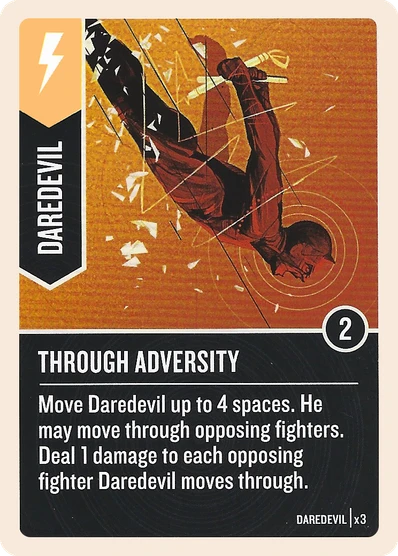 DAREDEVIL
2
THROUGH ADVERSITY
Move Daredevil up to 4 spaces. He
may move through opposing fighters.
Deal 1 damage to each opposing
fighter Daredevil moves through.
DAREDEVIL | x3